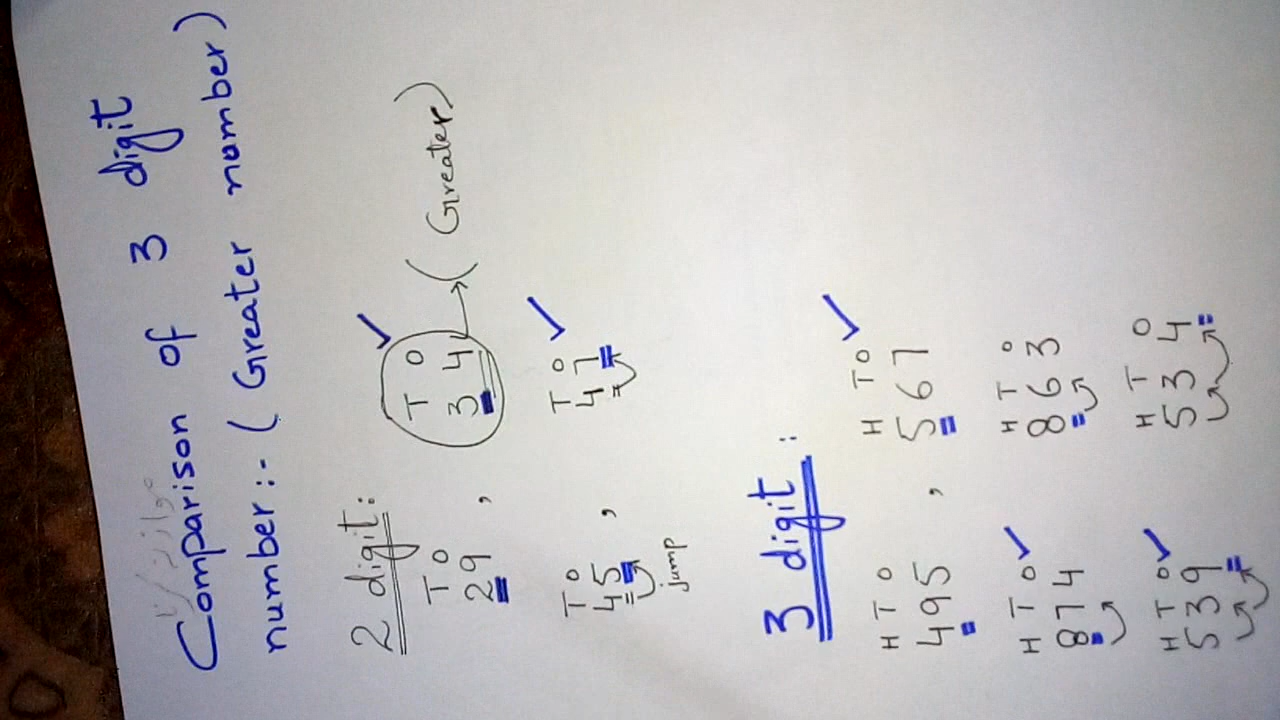 Comparison of 3 digit
number:- ( Greater number)
2 digit:
T O T O
29 , 34 → ( Greater)
T O T O
45 , 47
jump
3 digit :
H T O H T O
495 , 567
H T O H T O
874 863
H T O H T O
539 534